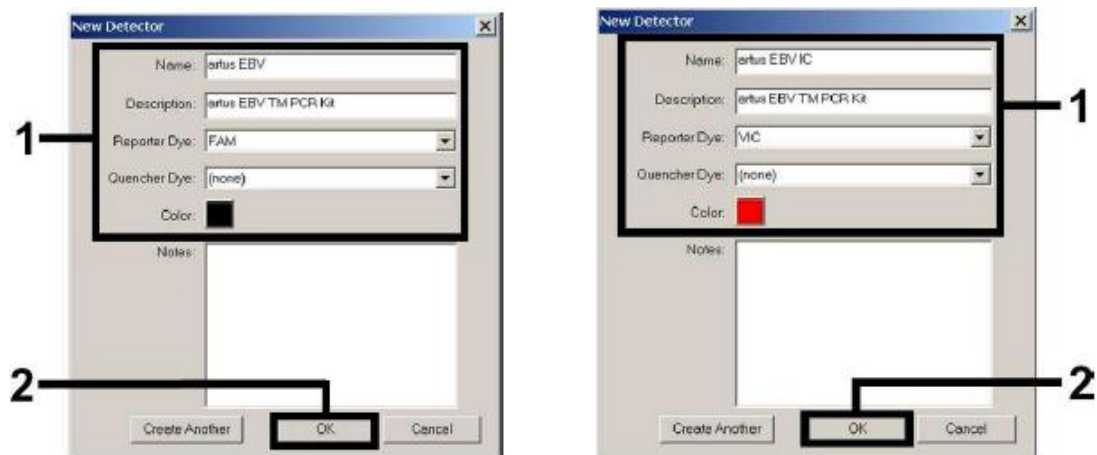 New Detector
Name: artus EBV
Description: artus EBV TM PCR Kit
Reporter Dye: FAM
Quencher Dye: (none)
Color:
Notes:
Create Another OK Cancel
1
2
New Detector
Name: artus EBV IC
Description: artus EBV TM PCR Kit
Reporter Dye: VIC
Quencher Dye: (none)
Color:
Notes:
Create Another OK Cancel
1
2